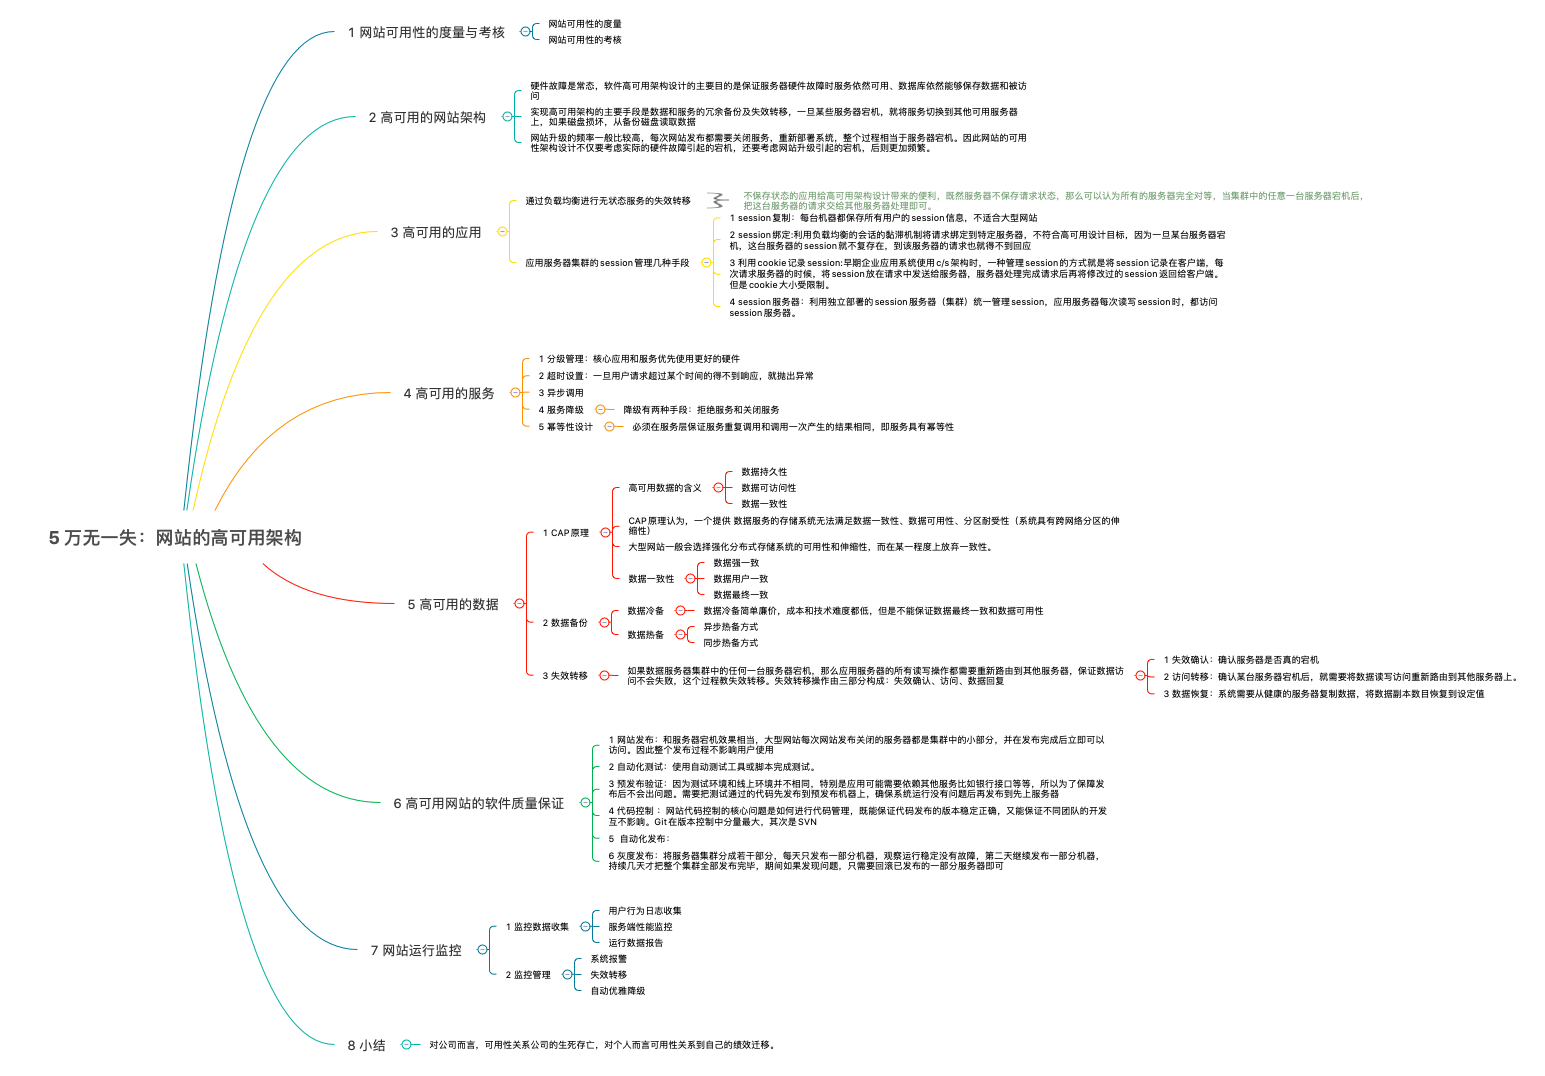 5 万无一失：网站的高可用架构
1 网站可用性的度量与考核
网站可用性的度量
网站可用性的考核
2 高可用的网站架构
硬件故障是常态，软件高可用架构设计的主要目的是保证服务器硬件故障时服务依然可用、数据库依然能够保存数据和被访
问
实现高可用架构的主要手段是数据和服务的冗余备份及失效转移，一旦某些服务器宕机，就将服务切换到其他可用服务器
上，如果磁盘损坏，从备份磁盘读取数据
网站升级的频率一般比较高，每次网站发布都需要关闭服务，重新部署系统，整个过程相当于服务器宕机。因此网站的可用
性架构设计不仅要考虑实际的硬件故障引起的宕机，还要考虑网站升级引起的宕机，后则更加频繁。
3 高可用的应用
通过负载均衡进行无状态服务的失效转移
不保存状态的应用给高可用架构设计带来的便利，既然服务器不保存请求状态，那么可以认为所有的服务器完全对等，当集群中的任意一台服务器宕机后，
把这台服务器的请求交给其他服务器处理即可。
应用服务器集群的session管理几种手段
1 session复制：每台机器都保存所有用户的session信息，不适合大型网站
2 session绑定:利用负载均衡的会话的黏滞机制将请求绑定到特定服务器，不符合高可用设计目标，因为一旦某台服务器宕
机，这台服务器的session就不复存在，到该服务器的请求也就得不到回应
3 利用cookie记录session:早期企业应用系统使用c/s架构时，一种管理session的方式就是将session记录在客户端，每
次请求服务器的时候，将session放在请求中发送给服务器，服务器处理完成请求后再将修改过的session返回给客户端。
但是cookie大小受限制。
4 session服务器：利用独立部署的session服务器（集群）统一管理session，应用服务器每次读写session时，都访问
session服务器。
4 高可用的服务
1 分级管理：核心应用和服务优先使用更好的硬件
2 超时设置：一旦用户请求超过某个时间的得不到响应，就抛出异常
3 异步调用
4 服务降级
降级有两种手段：拒绝服务和关闭服务
5 幂等性设计
必须在服务层保证服务重复调用和调用一次产生的结果相同，即服务具有幂等性
5 高可用的数据
1 CAP原理
高可用数据的含义
数据持久性
数据可访问性
数据一致性
CAP原理认为，一个提供 数据服务的存储系统无法满足数据一致性、数据可用性、分区耐受性（系统具有跨网络分区的伸
缩性）
大型网站一般会选择强化分布式存储系统的可用性和伸缩性，而在某一程度上放弃一致性。
数据一致性
数据强一致
数据用户一致
数据最终一致
2 数据备份
数据冷备
数据冷备简单廉价，成本和技术难度都低，但是不能保证数据最终一致和数据可用性
数据热备
异步热备方式
同步热备方式
3 失效转移
如果数据服务器集群中的任何一台服务器宕机，那么应用服务器的所有读写操作都需要重新路由到其他服务器，保证数据访
问不会失败，这个过程教失效转移。失效转移操作由三部分构成：失效确认、访问、数据回复
1 失效确认：确认服务器是否真的宕机
2 访问转移：确认某台服务器宕机后，就需要将数据读写访问重新路由到其他服务器上。
3 数据恢复：系统需要从健康的服务器复制数据，将数据副本数目恢复到设定值
6 高可用网站的软件质量保证
1 网站发布：和服务器宕机效果相当，大型网站每次网站发布关闭的服务器都是集群中的小部分，并在发布完成后立即可以
访问。因此整个发布过程不影响用户使用
2 自动化测试：使用自动测试工具或脚本完成测试。
3 预发布验证：因为测试环境和线上环境并不相同，特别是应用可能需要依赖其他服务比如银行接口等等，所以为了保障发
布后不会出问题。需要把测试通过的代码先发布到预发布机器上，确保系统运行没有问题后再发布到先上服务器
4 代码控制 ：网站代码控制的核心问题是如何进行代码管理，既能保证代码发布的版本稳定正确，又能保证不同团队的开发
互不影响。Git在版本控制中分量最大，其次是SVN
5 自动化发布：
6 灰度发布：将服务器集群分成若干部分，每天只发布一部分机器，观察运行稳定没有故障，第二天继续发布一部分机器，
持续几天才把整个集群全部发布完毕，期间如果发现问题，只需要回滚已发布的一部分服务器即可
7 网站运行监控
1 监控数据收集
用户行为日志收集
服务端性能监控
运行数据报告
2 监控管理
系统报警
失效转移
自动优雅降级
8 小结
对公司而言，可用性关系公司的生死存亡，对个人而言可用性关系到自己的绩效迁移。